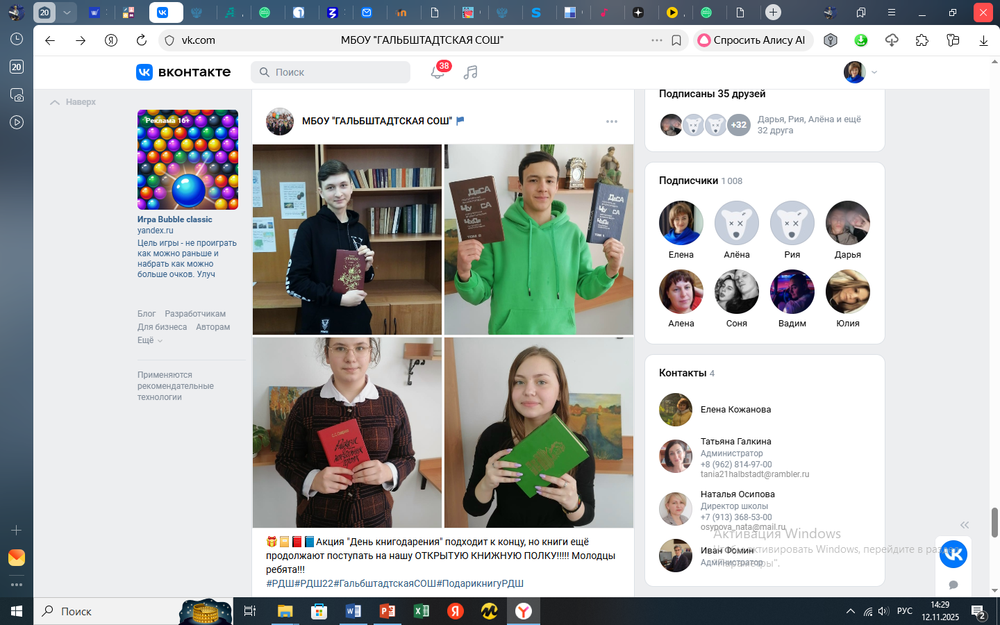 20
vk.com
МБОУ "ГАЛЬБШТАДТСКАЯ СОШ"
Спросить Алису AI
20
вконтакте
Поиск
38
Наверх
Реклама 16+
Игра Bubble classic
yandex.ru
Цель игры - не проиграть
как можно раньше и
набрать как можно
больше очков. Улуч
Блог Разработчикам
Для бизнеса Авторам
Ещё
Применяются
рекомендательные
технологии
МБОУ "ГАЛЬБШТАДТСКАЯ СОШ"
ГРИММ
ТОМ 2
ТОМ 1
🎁📔📕📘Акция "День книгодарения" подходит к концу, но книги ещё
продолжают поступать на нашу ОТКРЫТУЮ КНИЖНУЮ ПОЛКУ!!!!! Молодцы
ребята!!!
#РДШ#РДШ22#ГальбштадтскаяСОШ#ПодарикнигуРДШ
Подписаны 35 друзей
+32
Дарья, Рия, Алёна и ещё
32 друга
Подписчики 1 008
Елена
Алёна
Рия
Дарья
Алена
Соня
Вадим
Юлия
Контакты 4
Елена Кожанова
Татьяна Галкина
Администратор
+8 (962) 814-97-00
tania21halbstadt@rambler.ru
Наталья Осипова
Директор школы
+7 (913) 368-53-00
osypova_nata@mail.ru
Иван Фомин
Администратор
Активация Windows
Чтобы активировать Windows, перейдите в раздел
"Параметры".
Поиск
РУС
14:29
12.11.2025
2